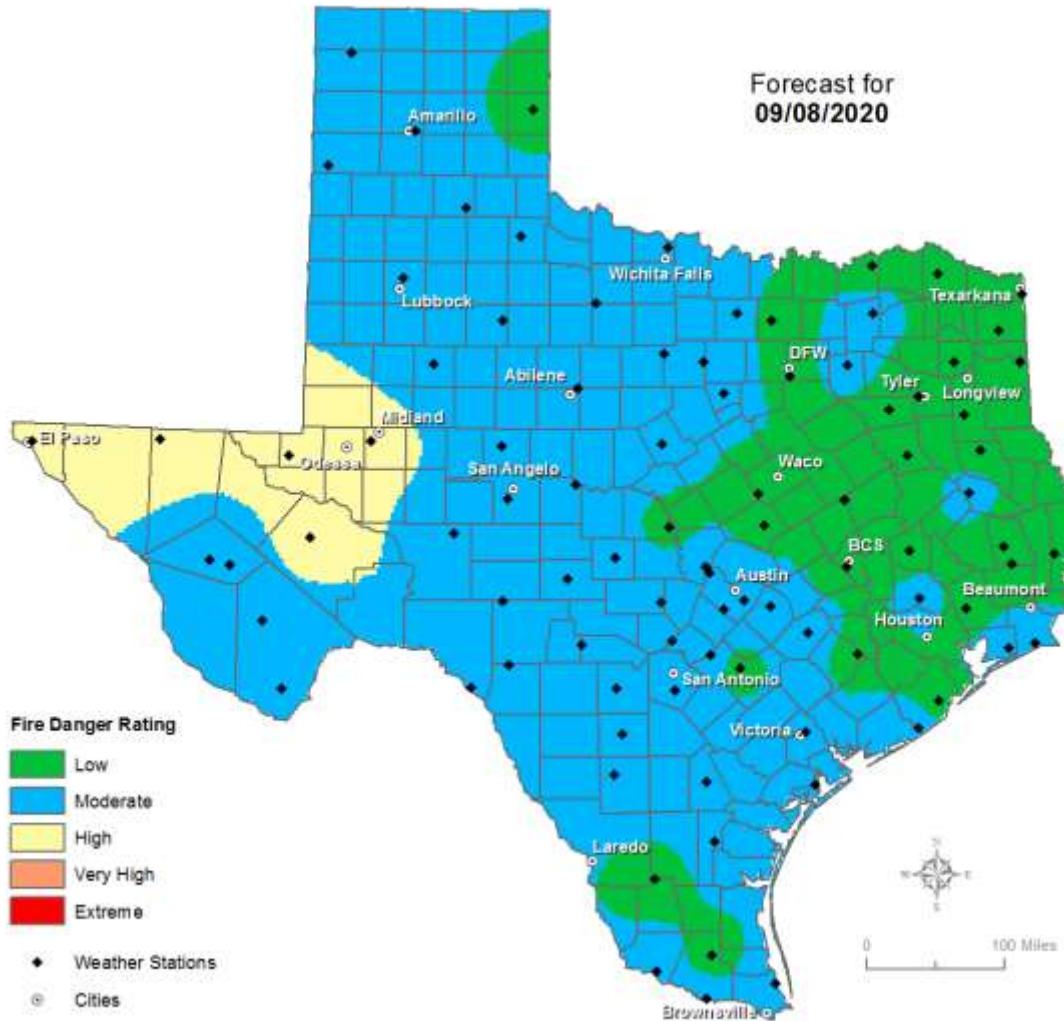 Forecast for
09/08/2020
Amarillo
Wichita Falls
Lubbock
Texarkana
DFW
Abilene
Tyler
Longview
Midland
El Paso
Odessa
San Angelo
Waco
BCS
Austin
Beaumont
Houston
San Antonio
Victoria
Laredo
Brownsville
Fire Danger Rating
Low
Moderate
High
Very High
Extreme
Weather Stations
Cities
N
W E
S
0 100 Miles